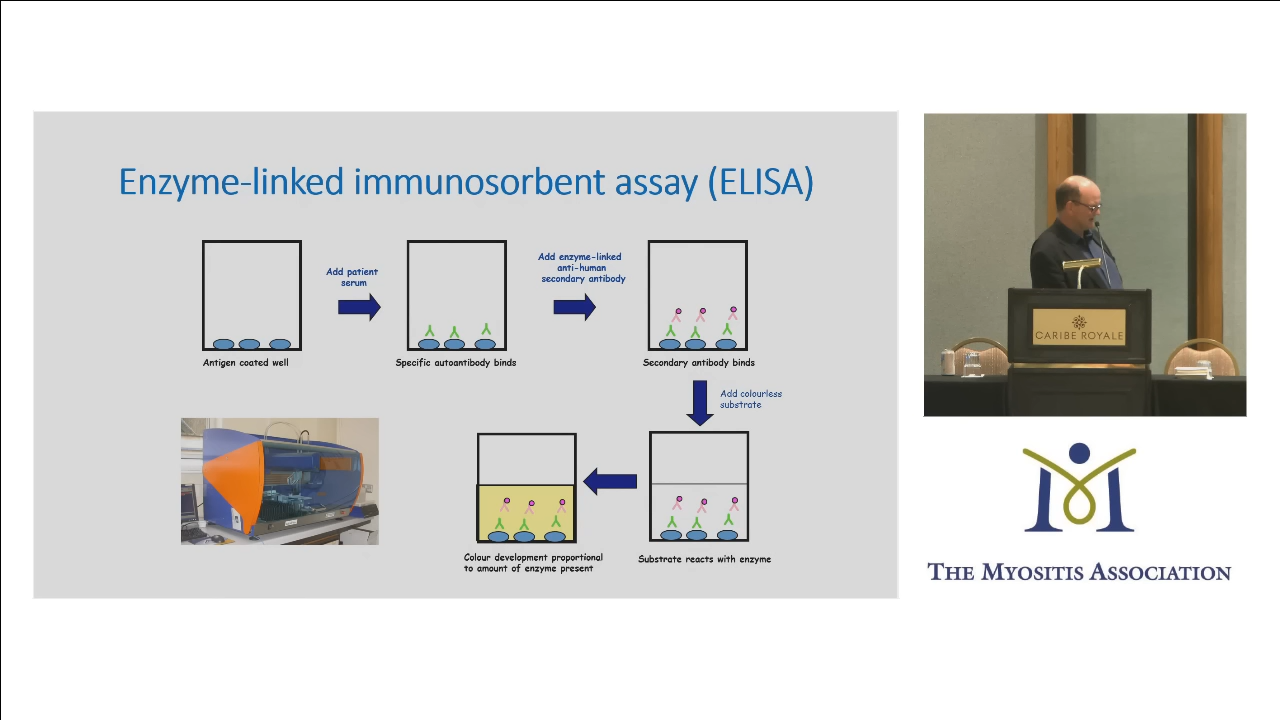 Enzyme-linked immunosorbent assay (ELISA)
Add patient
serum
Add enzyme-linked
anti-human
secondary antibody
Antigen coated well
Specific autoantibody binds
Secondary antibody binds
Add colourless
substrate
Colour development proportional
to amount of enzyme present
Substrate reacts with enzyme
CARIBE ROYALE
THE MYOSITIS ASSOCIATION